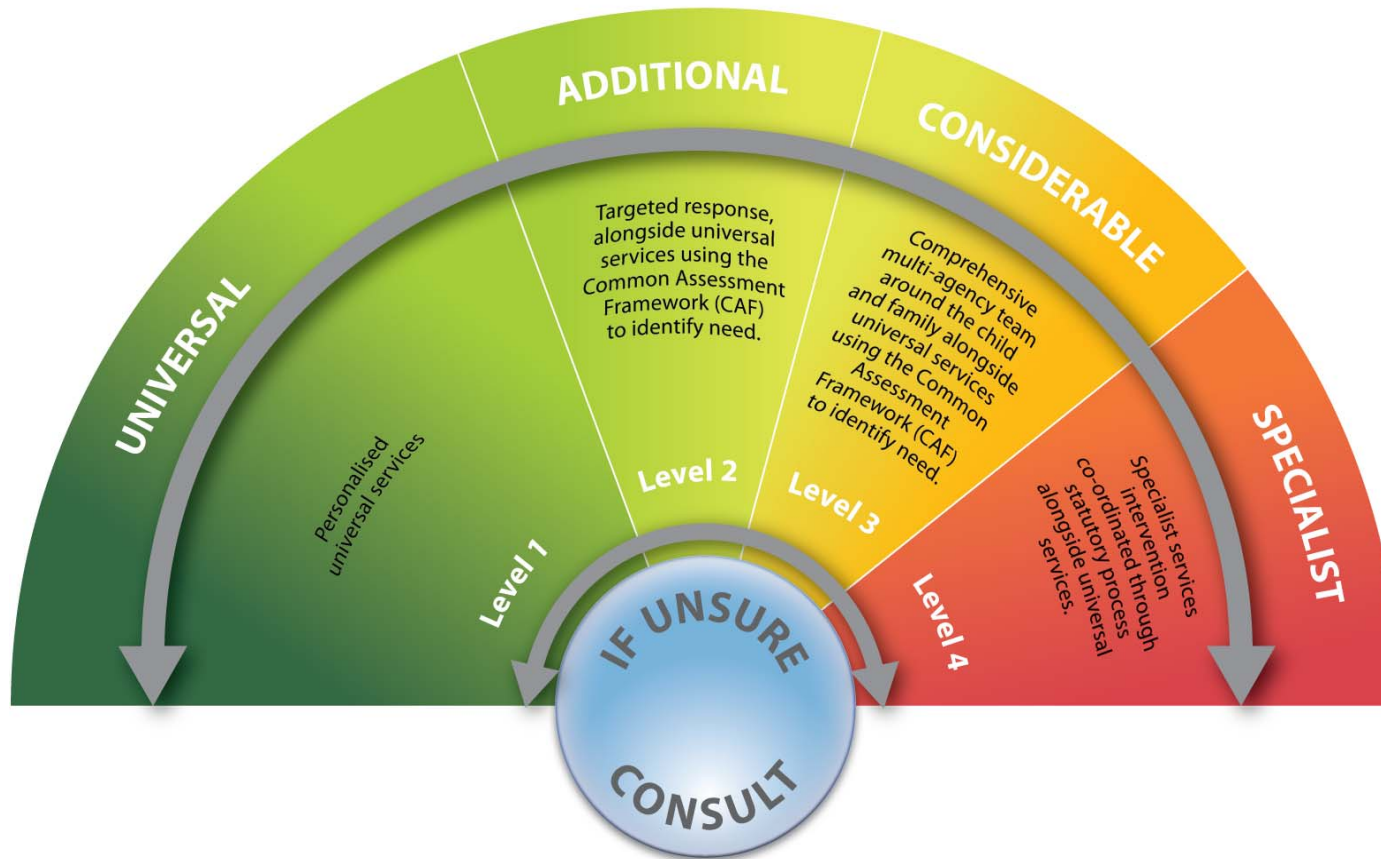 UNIVERSAL
Personalised
universal services
Level 1
ADDITIONAL
Targeted response,
alongside universal
services using the
Common Assessment
Framework (CAF)
to identify need.
Level 2
CONSIDERABLE
Comprehensive
multi-agency team
around the child
and family alongside
universal services
using the Common
Assessment
Framework (CAF)
to identify need.
Level 3
SPECIALIST
Specialist services
intervention
co-ordinated through
statutory process
alongside universal
services.
Level 4
IF UNSURE
CONSULT